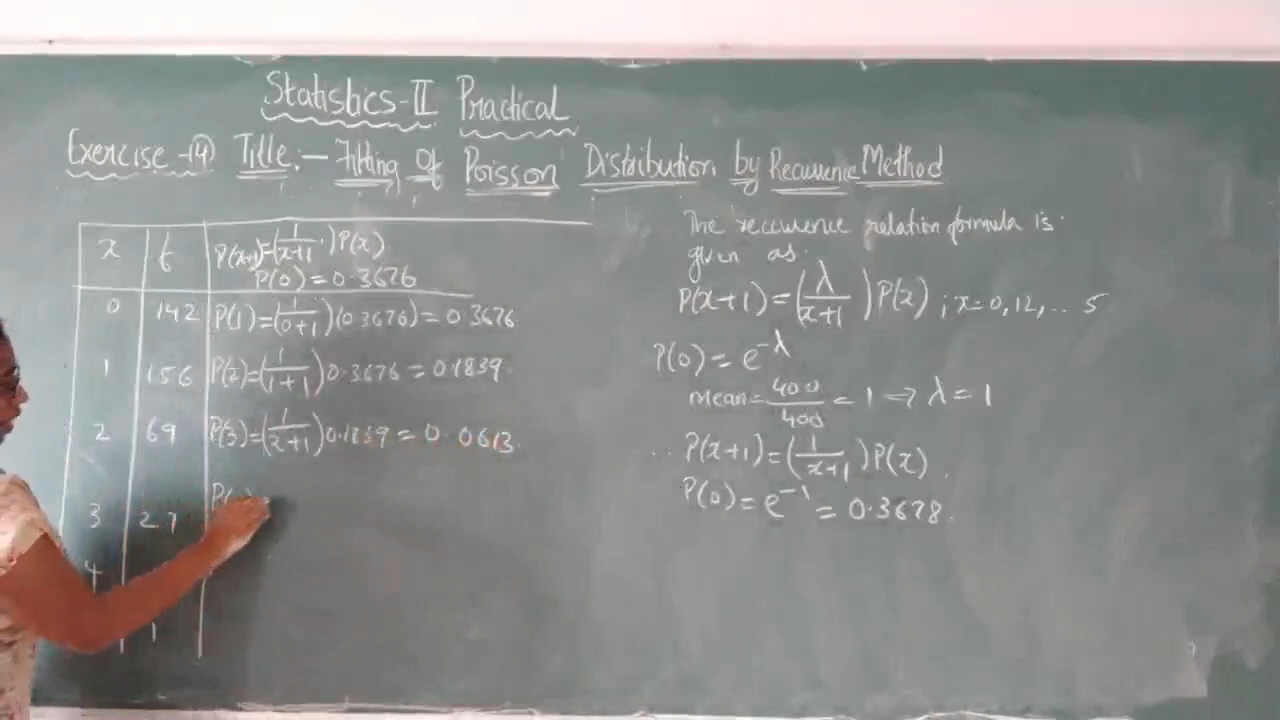 Statistics-II Practical
Exercise-14 Title:- Fitting Of Poisson Distribution by Recurrence Method
x f P(x+1)=(1/x+1)P(x)
P(0)=0.3676
0 142 P(1)=(1/0+1)(0.3676)=0.3676
1 156 P(2)=(1/1+1)0.3676=0.1839
2 69 P(3)=(1/2+1)0.1839=0.0613
3 27
4
1
The recurrence relation formula is
given as
P(x+1)=(λ/x+1)P(x) ; x=0,1 2, ... 5
P(0)=e^-λ
mean=400/400=1 ⇒ λ=1
∴ P(x+1)=(1/x+1)P(x)
P(0)=e^-1=0.3678